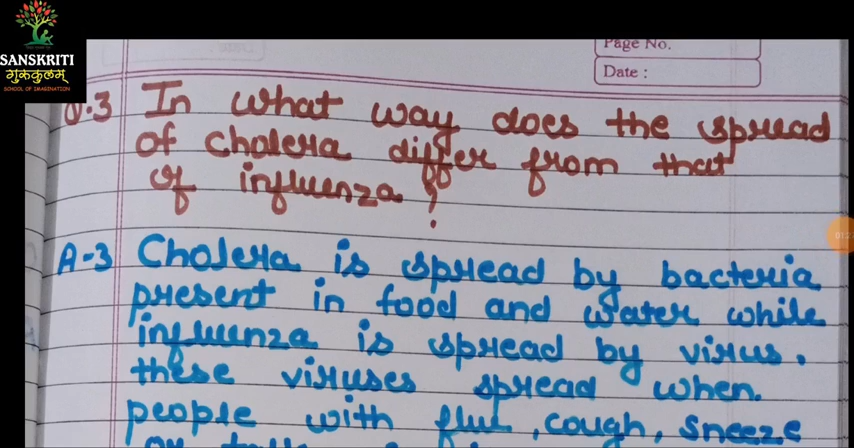 SANSKRITI
गुरुकुलम्
SCHOOL OF IMAGINATION
Page No.
Date :
Q.3 In what way does the spread
of cholera differ from that
of influenza?
A-3 Cholera is spread by bacteria
present in food and water while
influenza is spread by virus.
these viruses spread when.
people with flu, cough, sneeze
or talk